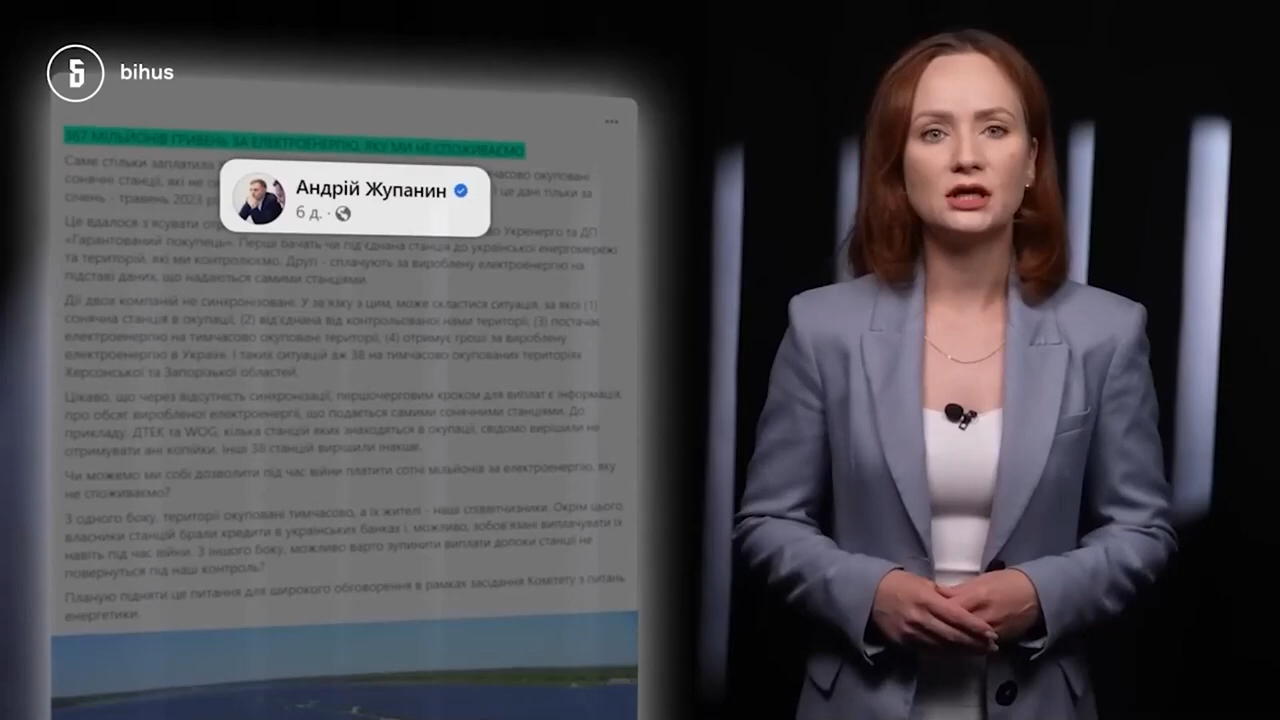 bihus
367 МІЛЬЙОНІВ ГРИВЕНЬ ЗА ЕЛЕКТРОЕНЕРГІЮ, ЯКУ МИ НЕ СПОЖИВАЄМО
Саме стільки заплатила
тимчасово окуповані
сонячні станції, які не
і це дані тільки за
січень - травень 2023
Андрій Жупанин
6 д.
Це вдалося з'ясувати
Укренерго та ДП
«Гарантований покупець». Перші бачать чи під'єднана станція до української енергомережі
та територій, які ми контролюємо. Другі - сплачують за вироблену електроенергію на
підставі даних, що надаються самими станціями.
Дії двох компаній не синхронізовані. У зв'язку з цим, може скластися ситуація, за якої (1)
сонячна станція в окупації, (2) від'єднана від контрольованої нами території, (3) постачає
електроенергію на тимчасово окуповані території, (4) отримує гроші за вироблену
електроенергію в Україні. І таких ситуацій аж 38 на тимчасово окупованих територіях
Херсонської та Запорізької областей.
Цікаво, що через відсутність синхронізації, першочерговим кроком для виплат є інформація
про обсяг виробленої електроенергії, що подається самими сонячними станціями. До
прикладу, ДТЕК та WOG, кілька станцій яких знаходяться в окупації, свідомо вирішили не
отримувати ані копійки. Інші 38 станцій вирішили інакше.
Чи можемо ми собі дозволити під час війни платити сотні мільйонів за електроенергію, яку
не споживаємо?
З одного боку, території окуповані тимчасово, а їх жителі - наші співвітчизники. Окрім цього,
власники станцій брали кредити в українських банках і, можливо, зобов'язані виплачувати їх
навіть під час війни. З іншого боку, можливо варто зупинити виплати допоки станції не
повернуться під наш контроль?
Планую підняти це питання для широкого обговорення в рамках засідання Комітету з питань
енергетики.